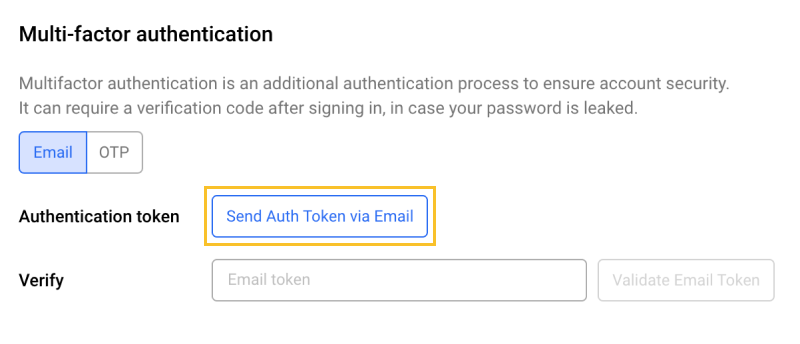 Multi-factor authentication
Multifactor authentication is an additional authentication process to ensure account security.
It can require a verification code after signing in, in case your password is leaked.
Email OTP
Authentication token Send Auth Token via Email
Verify Email token Validate Email Token